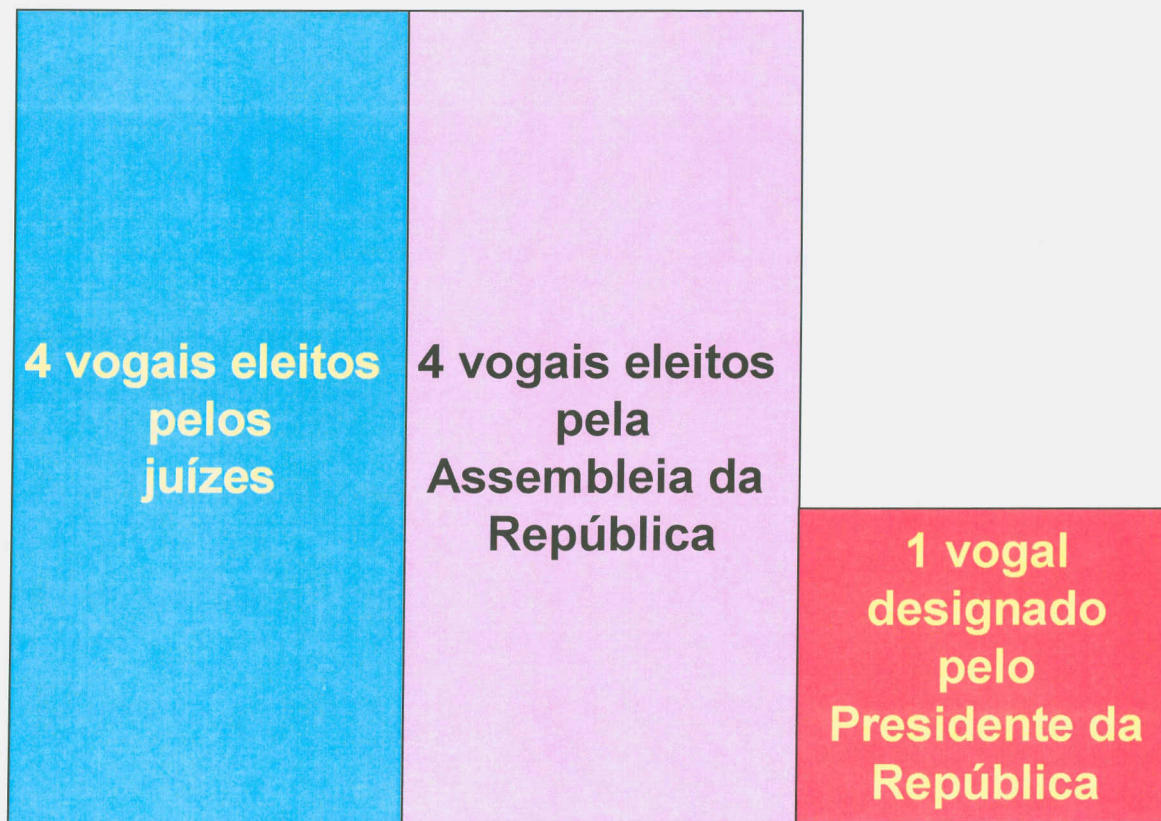 4 vogais eleitos
pelos
juízes
4 vogais eleitos
pela
Assembleia da
República
1 vogal
designado
pelo
Presidente da
República